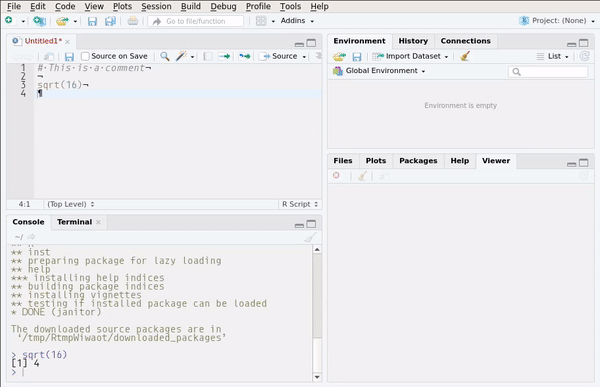 File Edit Code View Plots Session Build Debug Profile Tools Help
Go to file/function Addins Project: (None)
Untitled1*
Source on Save Source
1 # This is a comment
2
3 sqrt(16)
4
4:1 (Top Level) R Script
Console Terminal
~/
** inst
** preparing package for lazy loading
** help
*** installing help indices
** building package indices
** installing vignettes
** testing if installed package can be loaded
* DONE (janitor)
The downloaded source packages are in
‘/tmp/RtmpWiwaot/downloaded_packages’
> sqrt(16)
[1] 4
>
Environment History Connections
Import Dataset List
Global Environment
Environment is empty
Files Plots Packages Help Viewer